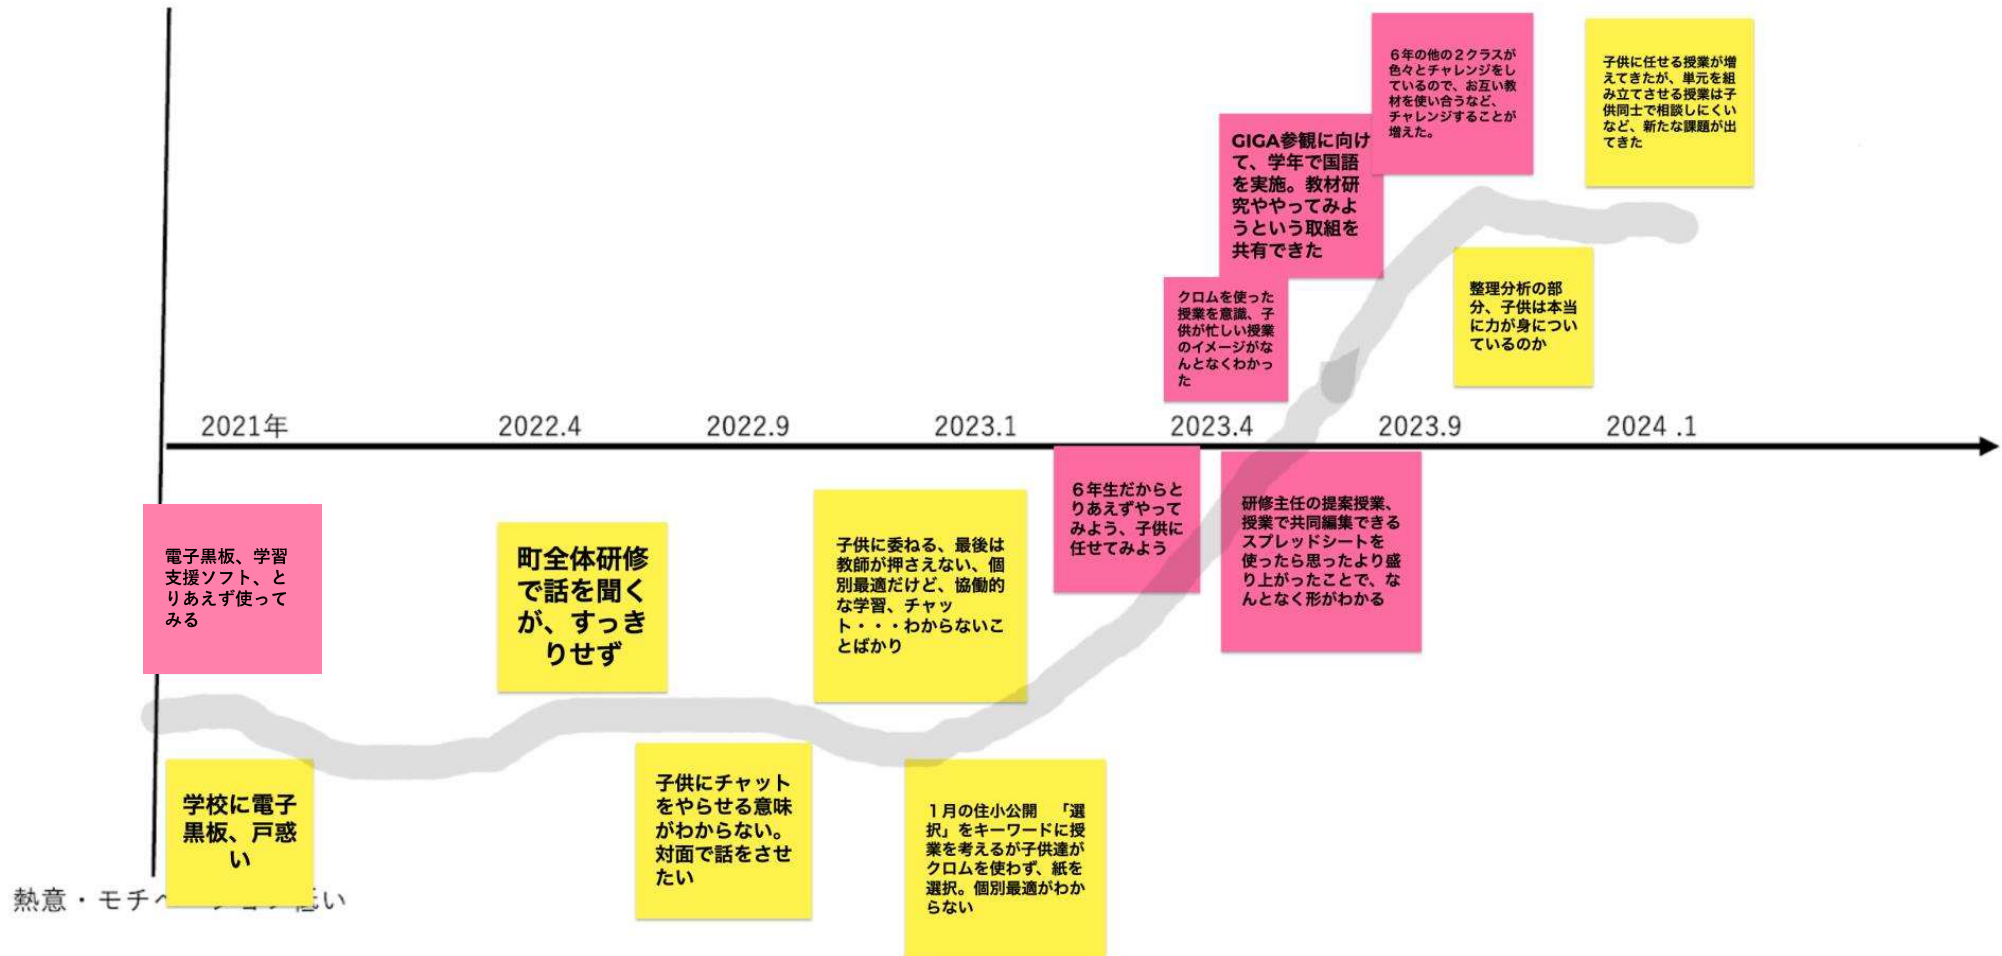 ６年の他の２クラスが
色々とチャレンジをし
ているので、お互い教
材を使い合うなど、
チャレンジすることが
増えた。
子供に任せる授業が増
えてきたが、単元を組
み立てさせる授業は子
供同士で相談しにくい
など、新たな課題が出
てきた
GIGA参観に向け
て、学年で国語
を実施。教材研
究ややってみよ
うという取組を
共有できた
クロムを使った
授業を意識、子
供が忙しい授業
のイメージがな
んとなくわかっ
た
整理分析の部
分、子供は本当
に力が身につい
ているのか
2021年
2022.4
2022.9
2023.1
2023.4
2023.9
2024 .1
電子黒板、学習
支援ソフト、と
りあえず使って
みる
町全体研修
で話を聞く
が、すっき
りせず
子供に委ねる、最後は
教師が押さえない、個
別最適だけど、協働的
な学習、チャッ
ト・・・わからないこ
とばかり
６年生だからと
りあえずやって
みよう、子供に
任せてみよう
研修主任の提案授業、
授業で共同編集できる
スプレッドシートを
使ったら思ったより盛
り上がったことで、な
んとなく形がわかる
学校に電子
黒板、戸惑
い
子供にチャット
をやらせる意味
がわからない。
対面で話をさせ
たい
１月の住小公開　「選
択」をキーワードに授
業を考えるが子供達が
クロムを使わず、紙を
選択。個別最適がわか
らない
熱意・モチベーション低い